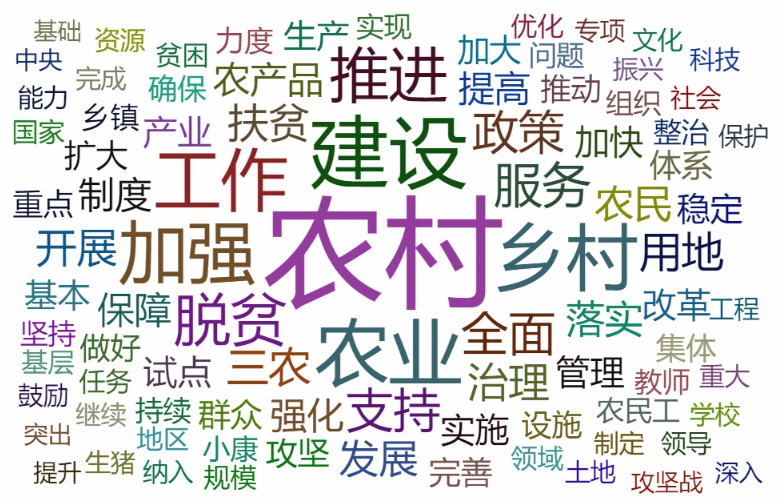 基础
资源
贫困
力度
生产
实现
优化
专项
文化
中央
完成
确保
农产品
推进
加大
问题
振兴
科技
能力
乡镇
产业
扶贫
建设
提高
推动
组织
社会
国家
扩大
工作
政策
加快
整治
保护
重点
制度
服务
体系
农民
稳定
开展
加强
农村
乡村
用地
基本
保障
脱贫
农业
全面
落实
改革
工程
坚持
做好
试点
三农
治理
管理
集体
基层
任务
支持
教师
重大
鼓励
继续
持续
群众
强化
实施
设施
农民工
学校
突出
地区
小康
攻坚
发展
完善
领域
制定
领导
提升
生猪
纳入
规模
土地
攻坚战
深入